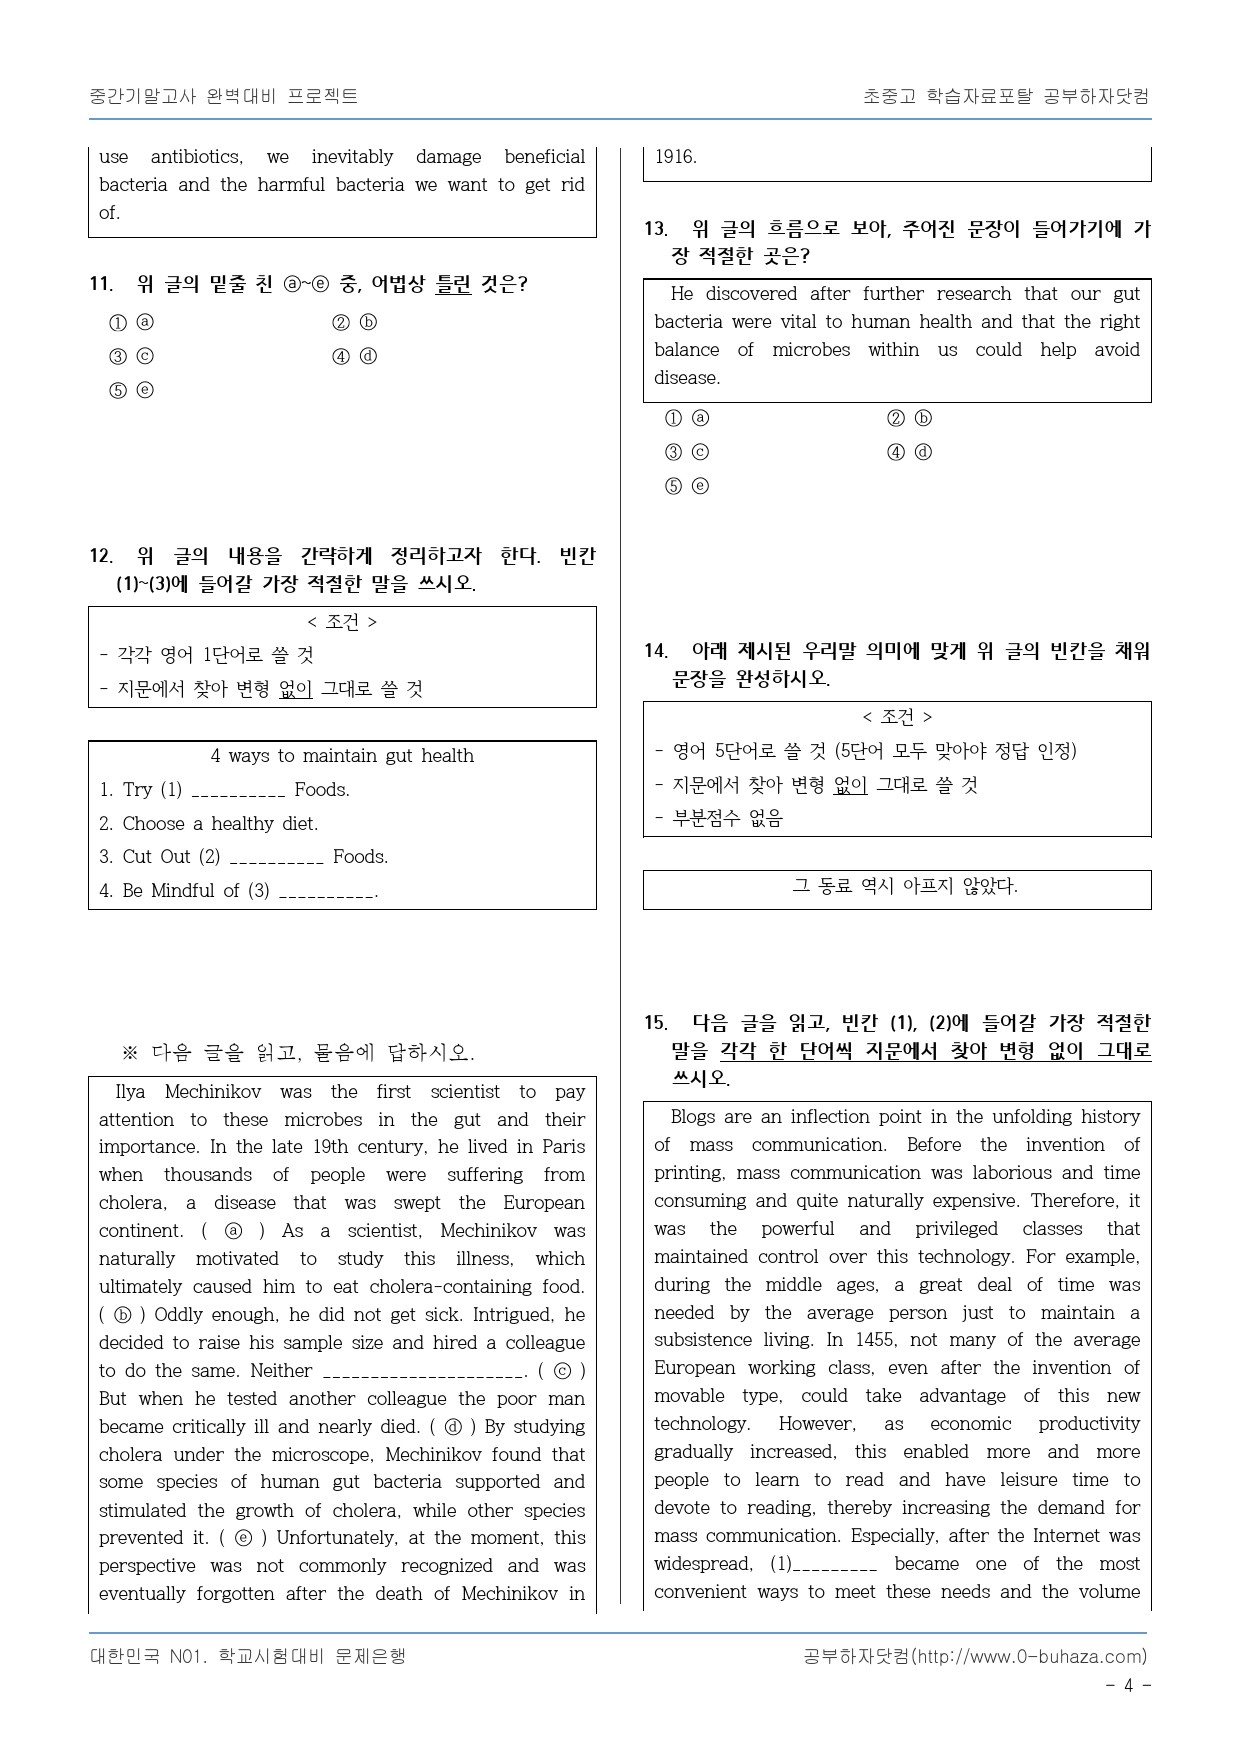 중간기말고사 완벽대비 프로젝트
초중고 학습자료포탈 공부하자닷컴
use antibiotics, we inevitably damage beneficial
bacteria and the harmful bacteria we want to get rid
of.
11. 위 글의 밑줄 친 ⓐ~ⓔ 중, 어법상 틀린 것은?
① ⓐ ② ⓑ
③ ⓒ ④ ⓓ
⑤ ⓔ
12. 위 글의 내용을 간략하게 정리하고자 한다. 빈칸
(1)~(3)에 들어갈 가장 적절한 말을 쓰시오.
< 조건 >
- 각각 영어 1단어로 쓸 것
- 지문에서 찾아 변형 없이 그대로 쓸 것
4 ways to maintain gut health
1. Try (1) __________ Foods.
2. Choose a healthy diet.
3. Cut Out (2) __________ Foods.
4. Be Mindful of (3) __________.
※ 다음 글을 읽고, 물음에 답하시오.
Ilya Mechinikov was the first scientist to pay
attention to these microbes in the gut and their
importance. In the late 19th century, he lived in Paris
when thousands of people were suffering from
cholera, a disease that was swept the European
continent. ( ⓐ ) As a scientist, Mechinikov was
naturally motivated to study this illness, which
ultimately caused him to eat cholera-containing food.
( ⓑ ) Oddly enough, he did not get sick. Intrigued, he
decided to raise his sample size and hired a colleague
to do the same. Neither _____________________. ( ⓒ )
But when he tested another colleague the poor man
became critically ill and nearly died. ( ⓓ ) By studying
cholera under the microscope, Mechinikov found that
some species of human gut bacteria supported and
stimulated the growth of cholera, while other species
prevented it. ( ⓔ ) Unfortunately, at the moment, this
perspective was not commonly recognized and was
eventually forgotten after the death of Mechinikov in
1916.
13. 위 글의 흐름으로 보아, 주어진 문장이 들어가기에 가
장 적절한 곳은?
He discovered after further research that our gut
bacteria were vital to human health and that the right
balance of microbes within us could help avoid
disease.
① ⓐ ② ⓑ
③ ⓒ ④ ⓓ
⑤ ⓔ
14. 아래 제시된 우리말 의미에 맞게 위 글의 빈칸을 채워
문장을 완성하시오.
< 조건 >
- 영어 5단어로 쓸 것 (5단어 모두 맞아야 정답 인정)
- 지문에서 찾아 변형 없이 그대로 쓸 것
- 부분점수 없음
그 동료 역시 아프지 않았다.
15. 다음 글을 읽고, 빈칸 (1), (2)에 들어갈 가장 적절한
말을 각각 한 단어씩 지문에서 찾아 변형 없이 그대로
쓰시오.
Blogs are an inflection point in the unfolding history
of mass communication. Before the invention of
printing, mass communication was laborious and time
consuming and quite naturally expensive. Therefore, it
was the powerful and privileged classes that
maintained control over this technology. For example,
during the middle ages, a great deal of time was
needed by the average person just to maintain a
subsistence living. In 1455, not many of the average
European working class, even after the invention of
movable type, could take advantage of this new
technology. However, as economic productivity
gradually increased, this enabled more and more
people to learn to read and have leisure time to
devote to reading, thereby increasing the demand for
mass communication. Especially, after the Internet was
widespread, (1)_________ became one of the most
convenient ways to meet these needs and the volume
대한민국 N01. 학교시험대비 문제은행
공부하자닷컴(http://www.0-buhaza.com)
- 4 -